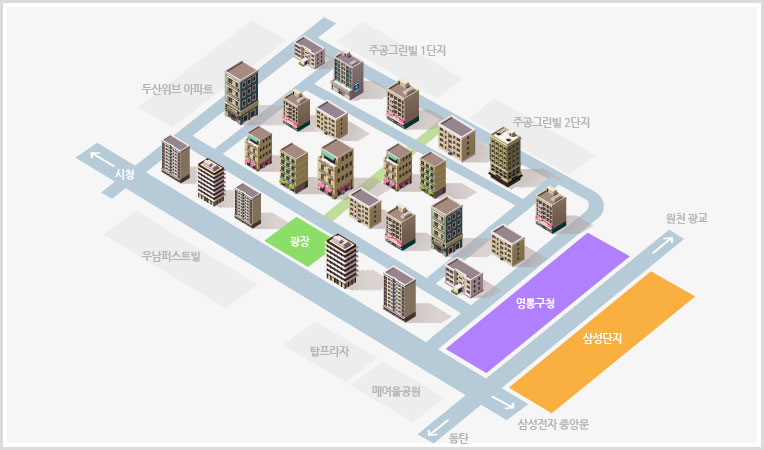 주공그린빌 1단지
두산위브 아파트
주공그린빌 2단지
시청
원천 광교
광장
우남퍼스트빌
영통구청
삼성단지
탑프라자
매여울공원
삼성전자 중앙문
동탄